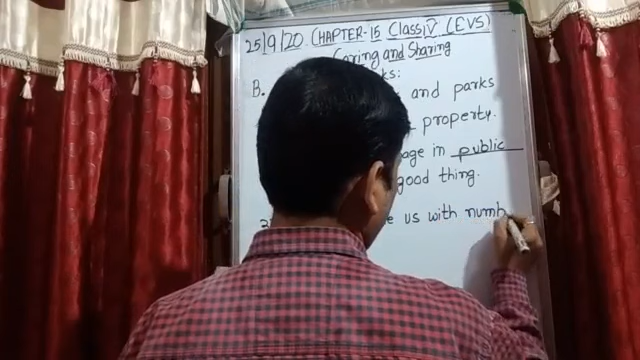 25/9/20 CHAPTER-15 Class V (EVS)
Caring and Sharing
B. ks:
and parks
property.
age in public
good thing.
e us with numb